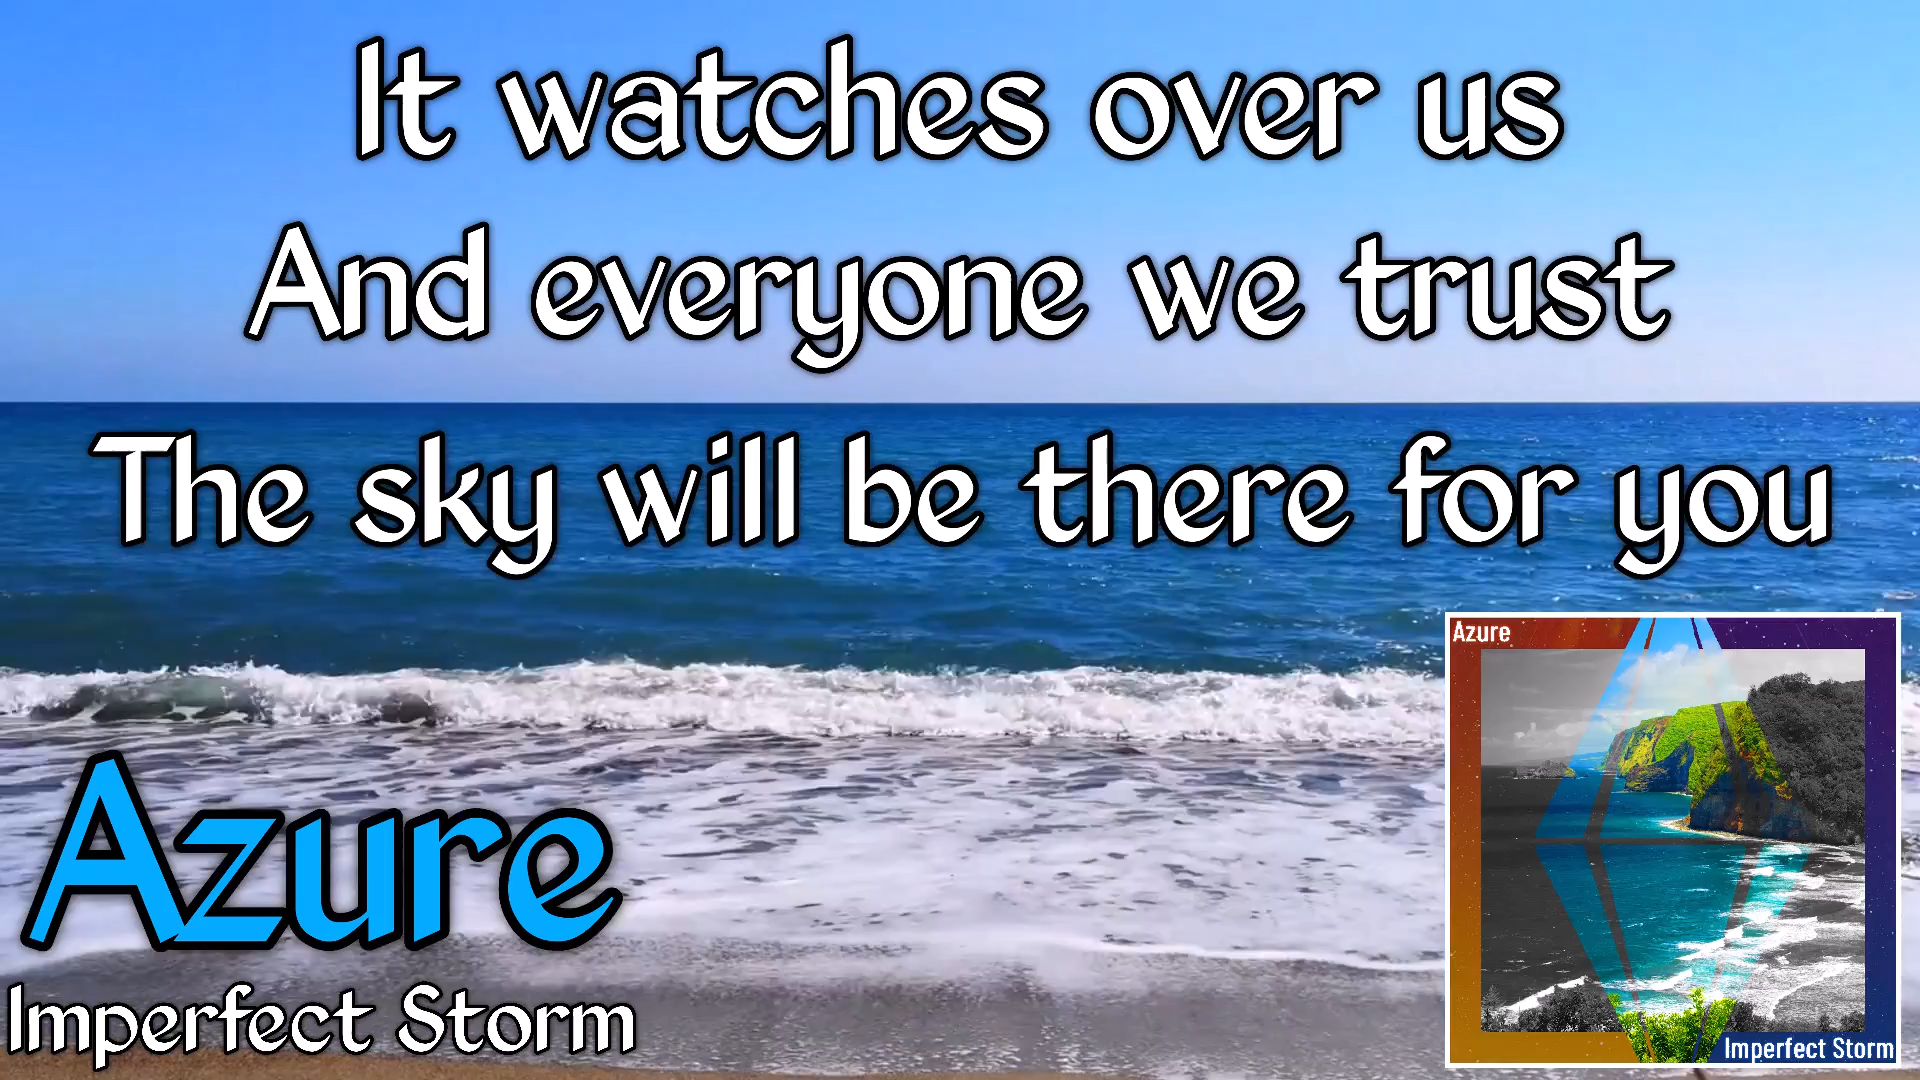 It watches over us
And everyone we trust
The sky will be there for you
Azure
Azure
Imperfect Storm
Imperfect Storm